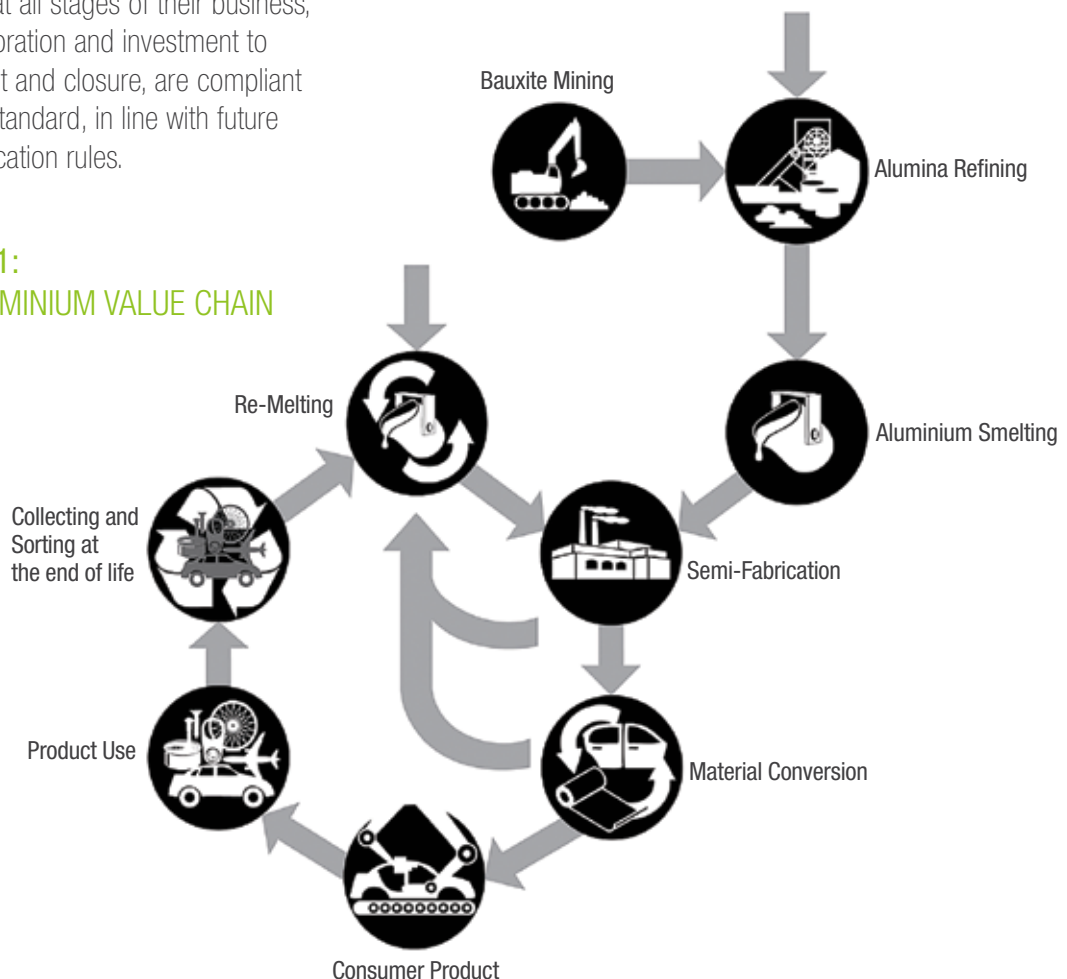 at all stages of their business,
oration and investment to
t and closure, are compliant
tandard, in line with future
cation rules.
1:
MINIUM VALUE CHAIN
Bauxite Mining
Alumina Refining
Re-Melting
Aluminium Smelting
Collecting and
Sorting at
the end of life
Semi-Fabrication
Product Use
Material Conversion
Consumer Product